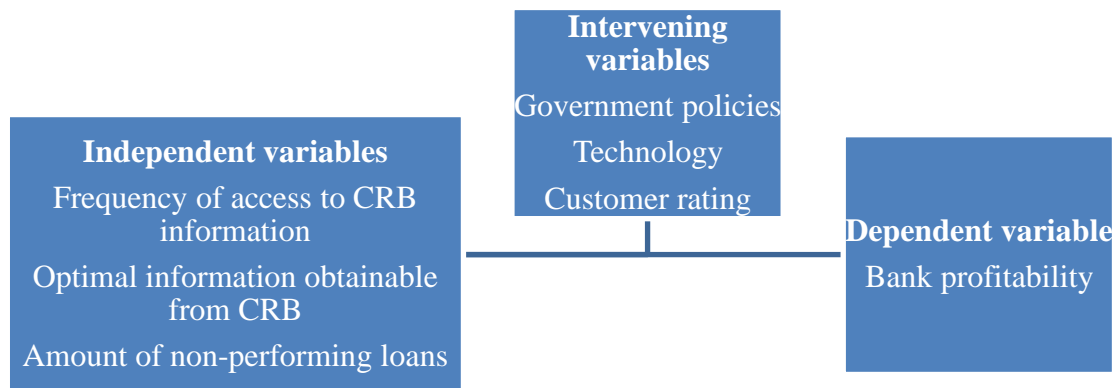 Intervening
variables
Government policies
Technology
Customer rating
Independent variables
Frequency of access to CRB
information
Optimal information obtainable
from CRB
Amount of non-performing loans
Dependent variable
Bank profitability